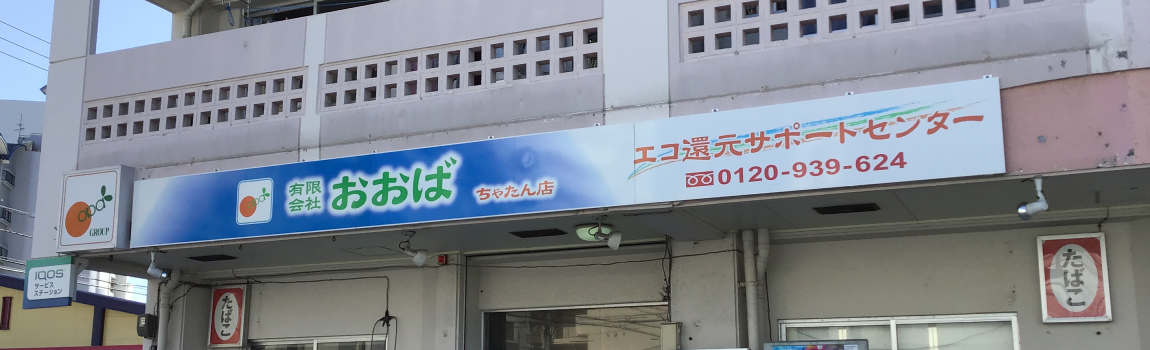 有限
会社
おおば
ちゃたん店
エコ還元サポートセンター
0120-939-624
GROUP
IQOS
サービス
ステーション
たばこ
たばこ